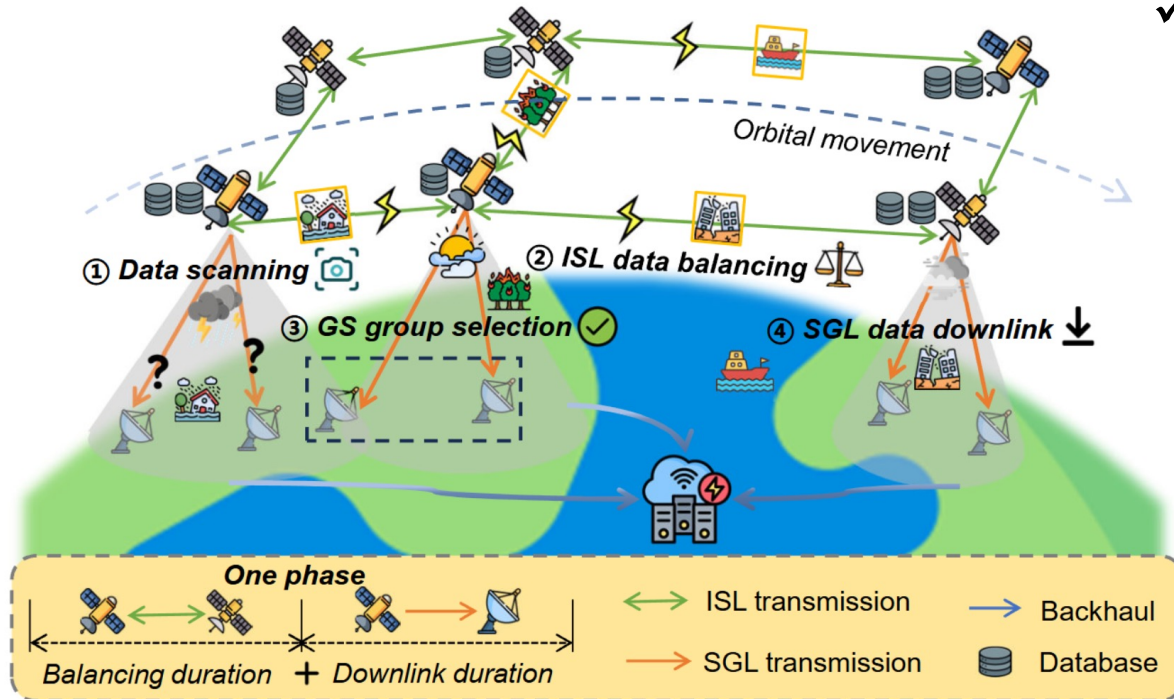 Orbital movement
① Data scanning
② ISL data balancing
③ GS group selection
④ SGL data downlink
? ?
One phase
Balancing duration + Downlink duration
ISL transmission
Backhaul
SGL transmission
Database